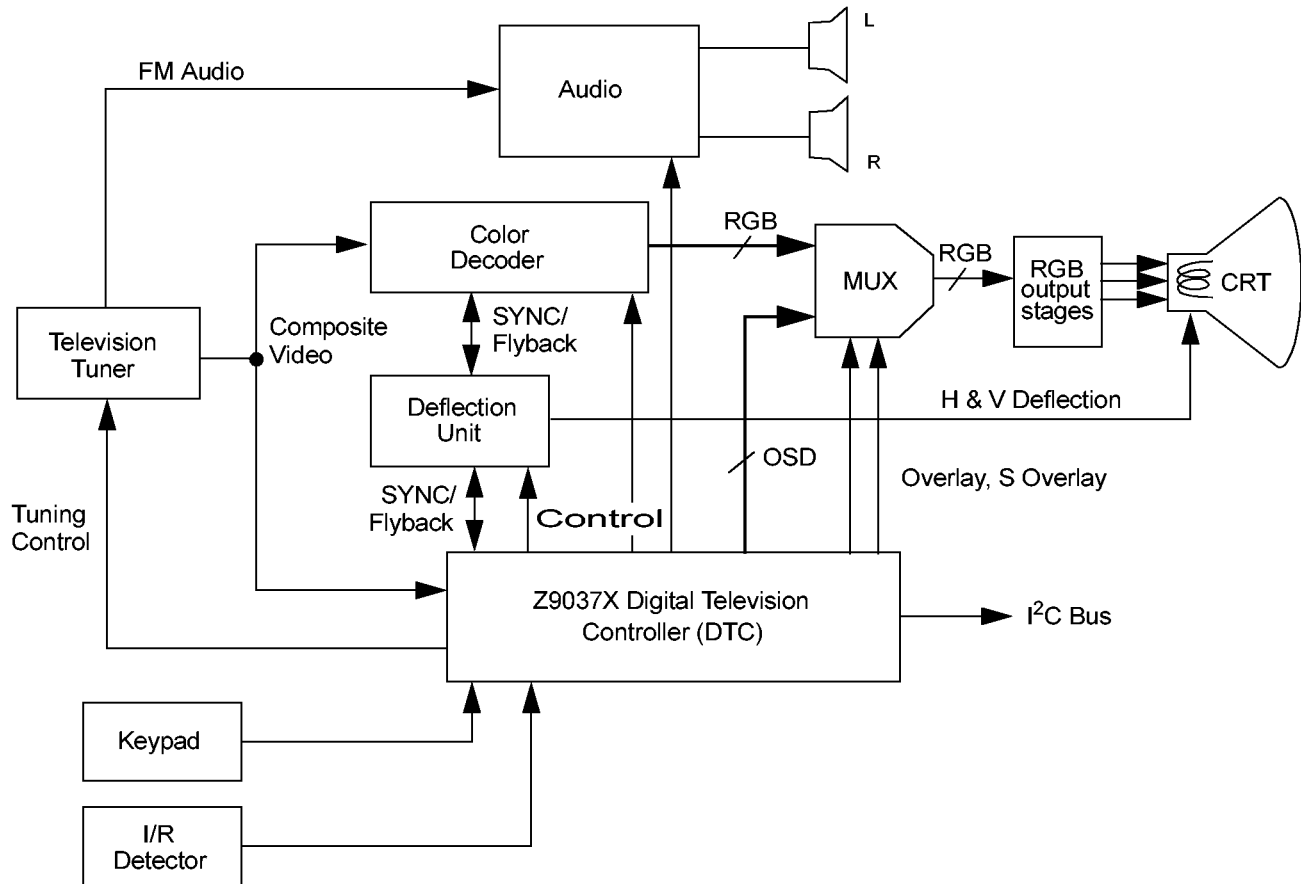 L
FM Audio
Audio
R
RGB
Color
Decoder
RGB
MUX
RGB
output
stages
CRT
SYNC/
Flyback
Composite
Video
Television
Tuner
Deflection
Unit
H & V Deflection
OSD
Overlay, S Overlay
SYNC/
Flyback
Control
Tuning
Control
Z9037X Digital Television
Controller (DTC)
I²C Bus
Keypad
I/R
Detector